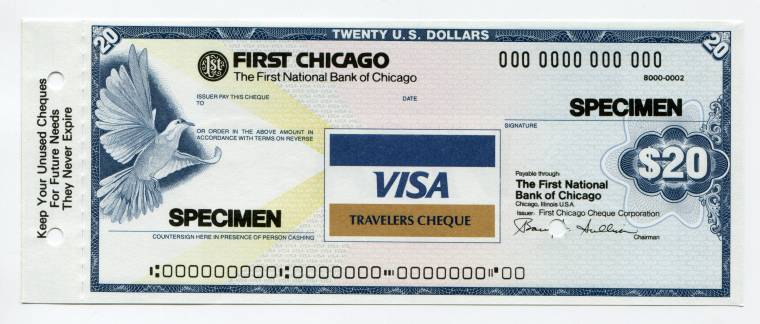 Keep Your Unused Cheques
For Future Needs
They Never Expire
TWENTY U.S. DOLLARS
20
20
1st
FIRST CHICAGO
The First National Bank of Chicago
000 0000 000 000
8000-0002
ISSUER PAY THIS CHEQUE
TO
DATE
SPECIMEN
SIGNATURE
OR ORDER IN THE ABOVE AMOUNT IN
ACCORDANCE WITH TERMS ON REVERSE
VISA
TRAVELERS CHEQUE
$20
Payable through:
The First National
Bank of Chicago
Chicago, Illinois U.S.A.
Issuer: First Chicago Cheque Corporation
Chairman
SPECIMEN
COUNTERSIGN HERE IN PRESENCE OF PERSON CASHING
⑆000000000⑆0000000⑉0000000⑈00
20
20